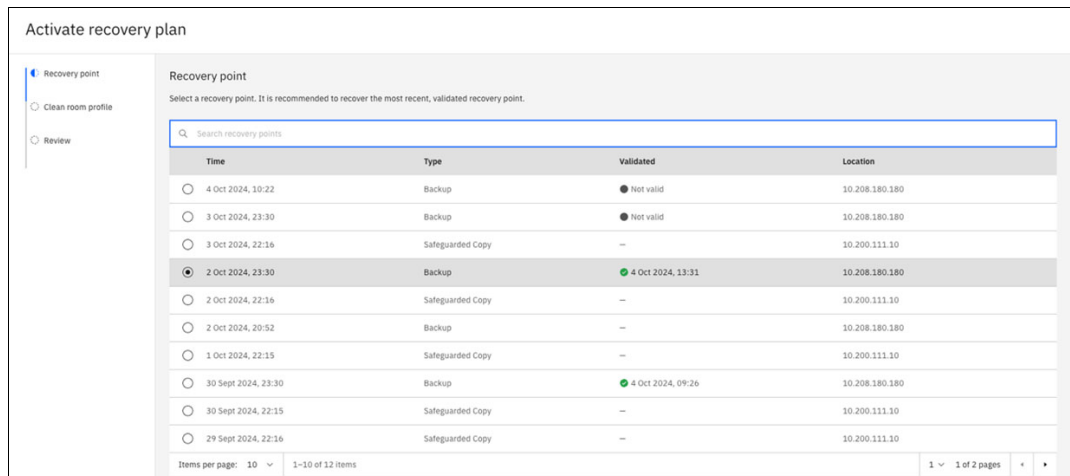 Activate recovery plan
Recovery point
Clean room profile
Review
Recovery point
Select a recovery point. It is recommended to recover the most recent, validated recovery point.
Search recovery points
Time Type Validated Location
4 Oct 2024, 10:22 Backup Not valid 10.208.180.180
3 Oct 2024, 23:30 Backup Not valid 10.208.180.180
3 Oct 2024, 22:16 Safeguarded Copy – 10.200.111.10
2 Oct 2024, 23:30 Backup 4 Oct 2024, 13:31 10.208.180.180
2 Oct 2024, 22:16 Safeguarded Copy – 10.200.111.10
2 Oct 2024, 20:52 Backup – 10.208.180.180
1 Oct 2024, 22:15 Safeguarded Copy – 10.200.111.10
30 Sept 2024, 23:30 Backup 4 Oct 2024, 09:26 10.208.180.180
30 Sept 2024, 22:15 Safeguarded Copy – 10.200.111.10
29 Sept 2024, 22:16 Safeguarded Copy – 10.200.111.10
Items per page: 10 1–10 of 12 items 1 1 of 2 pages